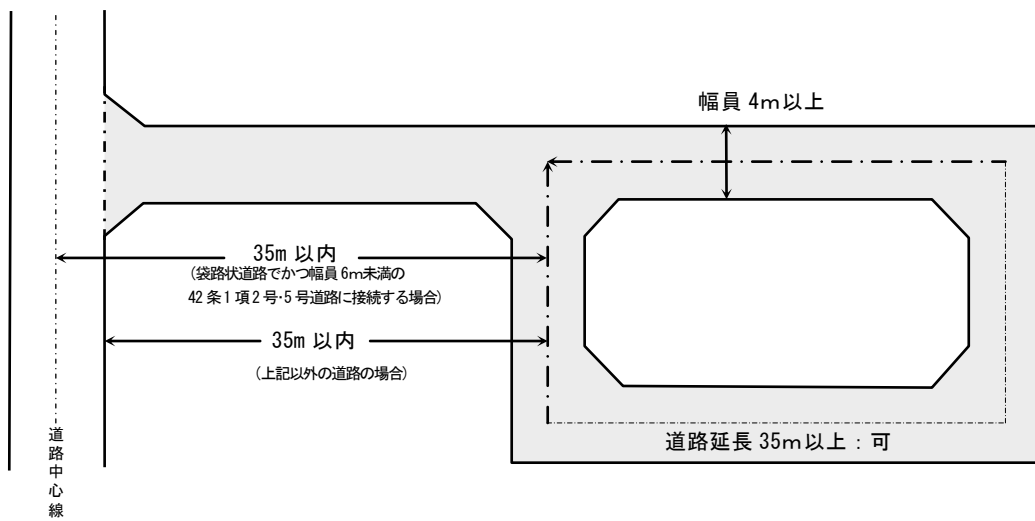 幅員 4ｍ以上
35m 以内
（袋路状道路でかつ幅員 6ｍ未満の
42 条 1 項 2 号・5 号道路に接続する場合）
35m 以内
（上記以外の道路の場合）
道路延長 35ｍ以上：可
道路中心線